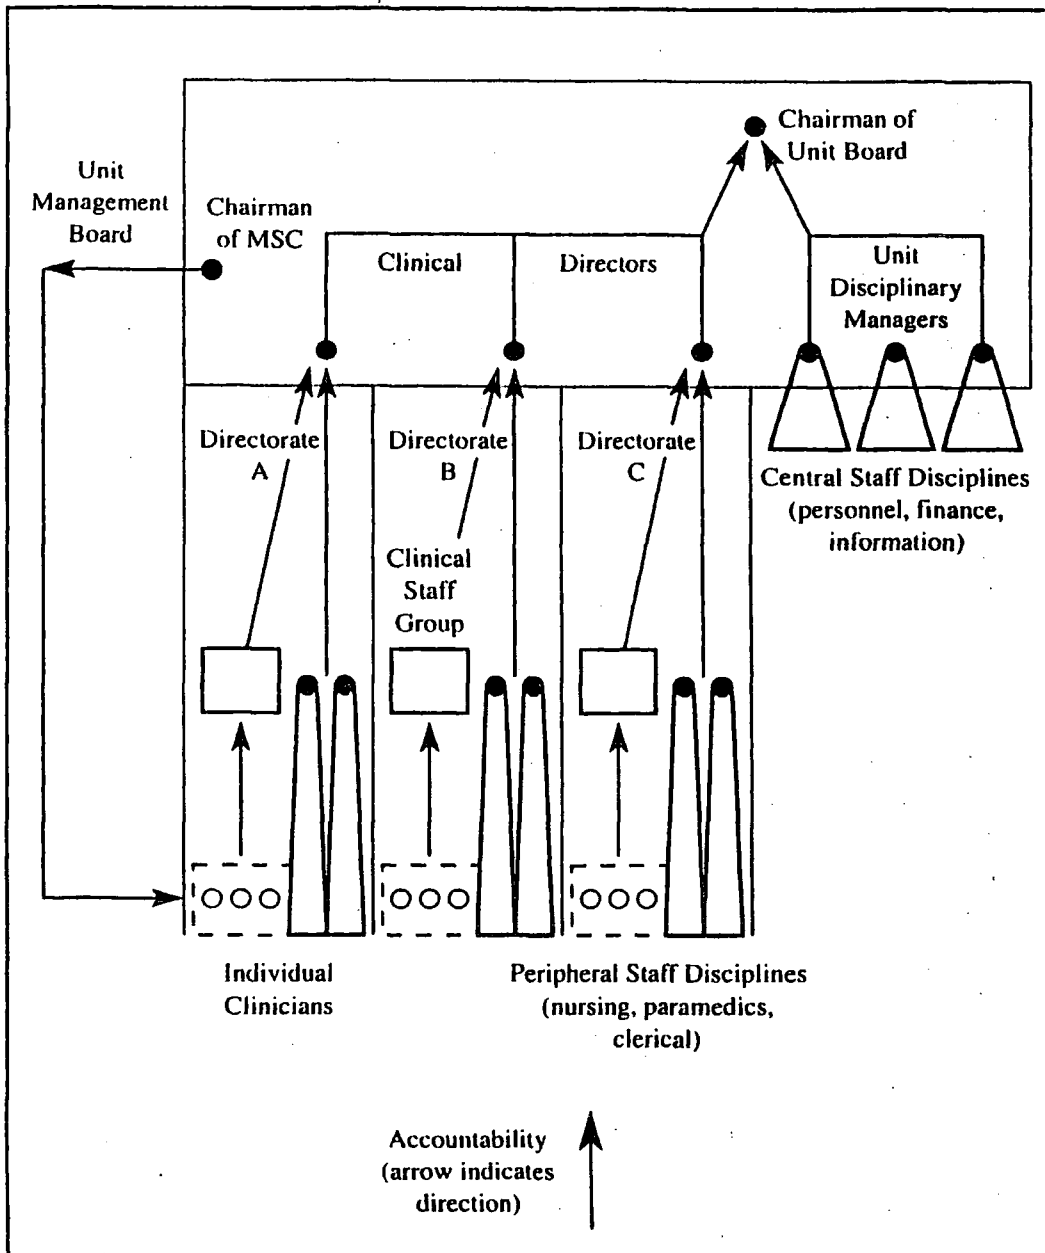 Chairman of
Unit Board
Unit
Management
Board
Chairman
of MSC
Clinical
Directors
Unit
Disciplinary
Managers
Directorate
A
Directorate
B
Directorate
C
Central Staff Disciplines
(personnel, finance,
information)
Clinical
Staff
Group
Individual
Clinicians
Peripheral Staff Disciplines
(nursing, paramedics,
clerical)
Accountability
(arrow indicates
direction)